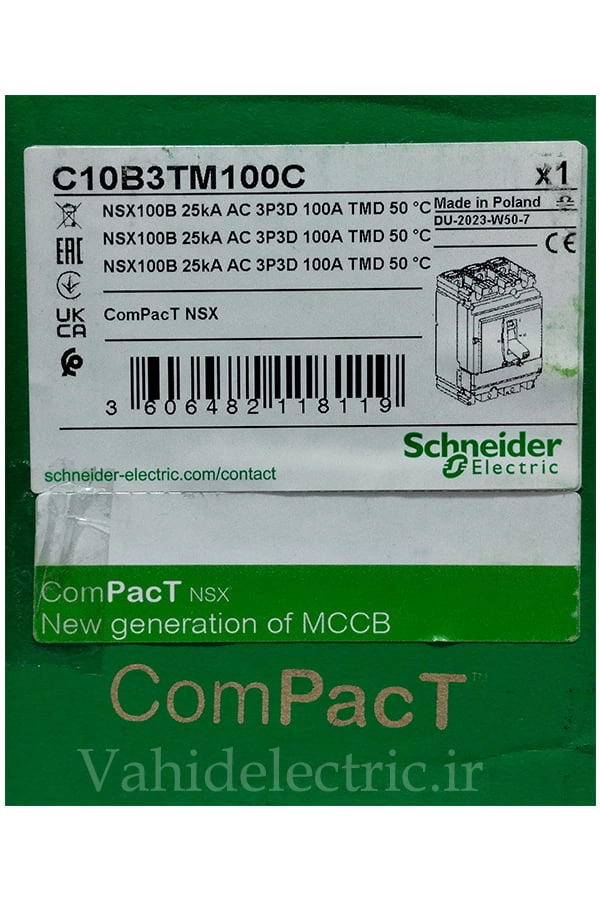 C10B3TM100C x1
NSX100B 25kA AC 3P3D 100A TMD 50 °C
NSX100B 25kA AC 3P3D 100A TMD 50 °C
NSX100B 25kA AC 3P3D 100A TMD 50 °C
Made in Poland
DU-2023-W50-7
EAC
CE
UK
CA
ComPacT NSX
3 606482 118119
Schneider
Electric
schneider-electric.com/contact
ComPacT NSX
New generation of MCCB
ComPacT™
Vahidelectric.ir